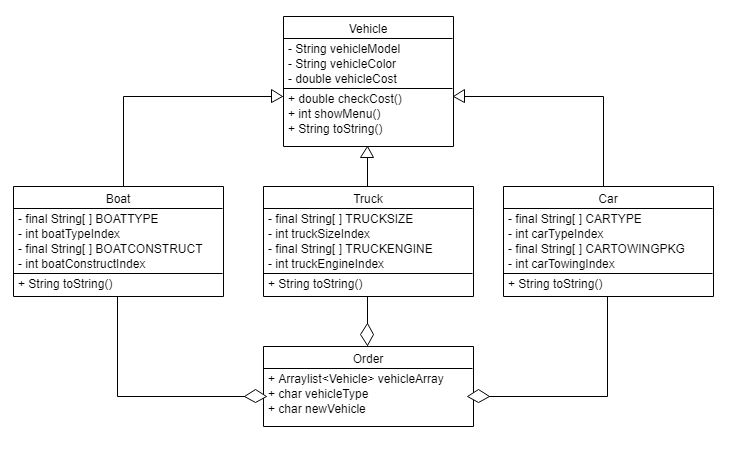 Vehicle
- String vehicleModel
- String vehicleColor
- double vehicleCost
+ double checkCost()
+ int showMenu()
+ String toString()
Boat
- final String[ ] BOATTYPE
- int boatTypeIndex
- final String[ ] BOATCONSTRUCT
- int boatConstructIndex
+ String toString()
Truck
- final String[ ] TRUCKSIZE
- int truckSizeIndex
- final String[ ] TRUCKENGINE
- int truckEngineIndex
+ String toString()
Car
- final String[ ] CARTYPE
- int carTypeIndex
- final String[ ] CARTOWINGPKG
- int carTowingIndex
+ String toString()
Order
+ Arraylist<Vehicle> vehicleArray
+ char vehicleType
+ char newVehicle